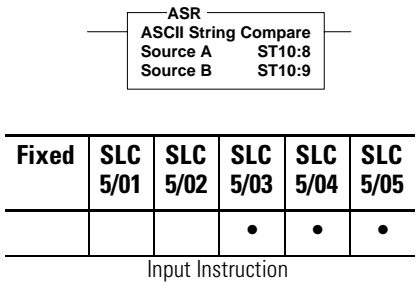 ASR
ASCII String Compare
Source A ST10:8
Source B ST10:9
Fixed SLC 5/01 SLC 5/02 SLC 5/03 SLC 5/04 SLC 5/05
• • •
Input Instruction